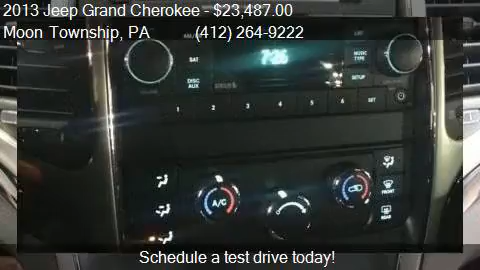 2013 Jeep Grand Cherokee - $23,487.00
Moon Township, PA (412) 264-9222
SAT
DISC
AUX
7:26
MUSIC
TYPE
SETUP
1 2 3 4 5 6 SET
A/C
FRONT
REAR
Schedule a test drive today!